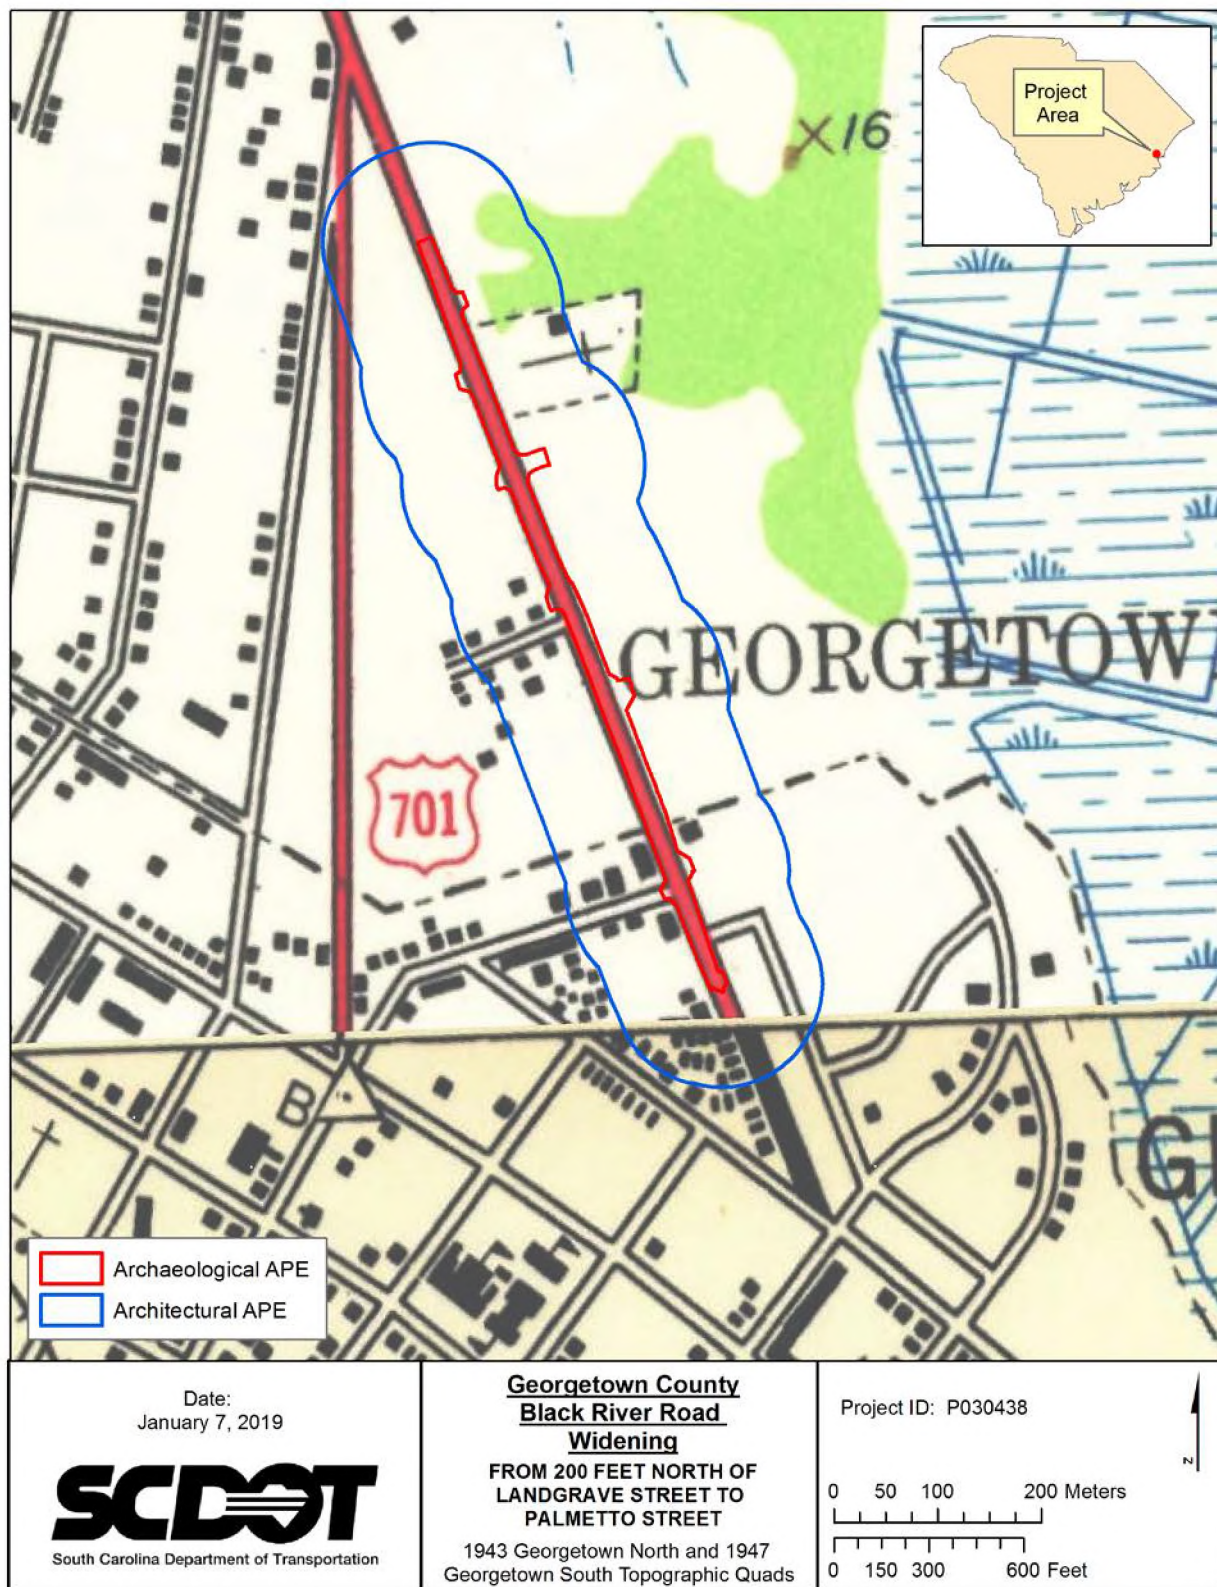 Project
Area
X16
GEORGETOW
701
B
G
Archaeological APE
Architectural APE
Date:
January 7, 2019
SCDOT
South Carolina Department of Transportation
Georgetown County
Black River Road
Widening
FROM 200 FEET NORTH OF
LANDGRAVE STREET TO
PALMETTO STREET
1943 Georgetown North and 1947
Georgetown South Topographic Quads
Project ID: P030438
N
0 50 100 200 Meters
0 150 300 600 Feet